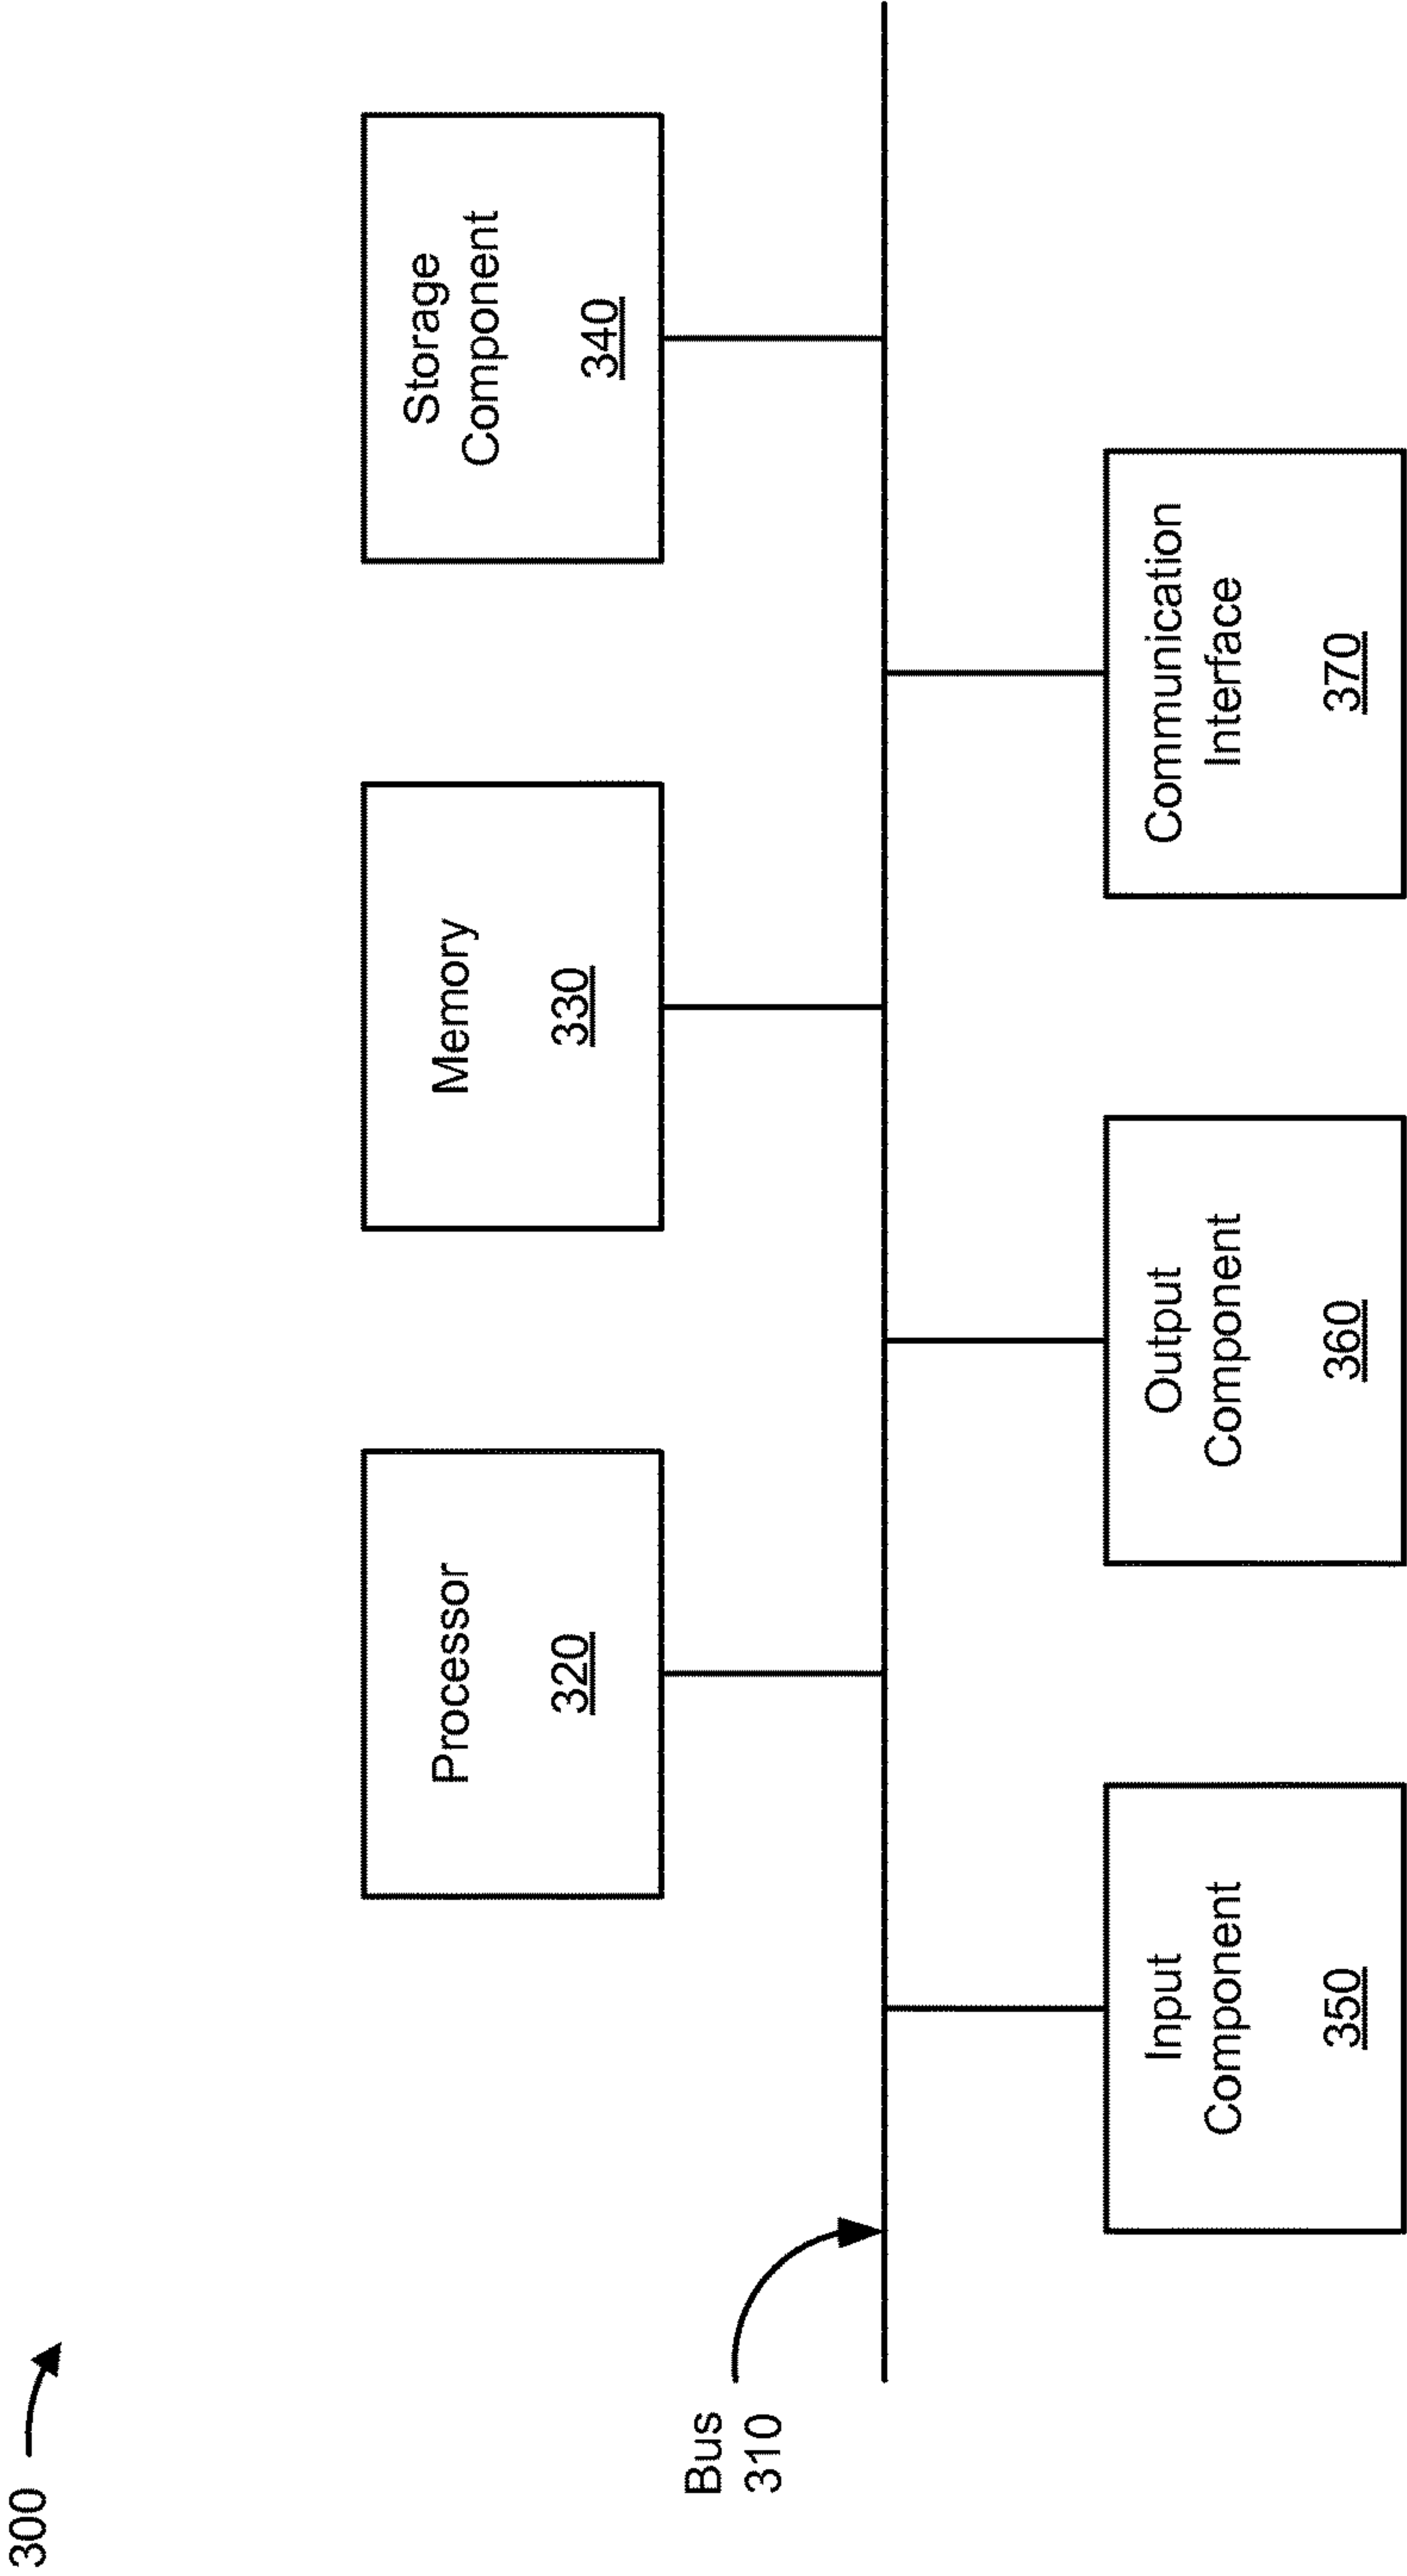 300
Processor
320
Memory
330
Storage
Component
340
Bus
310
Input
Component
350
Output
Component
360
Communication
Interface
370